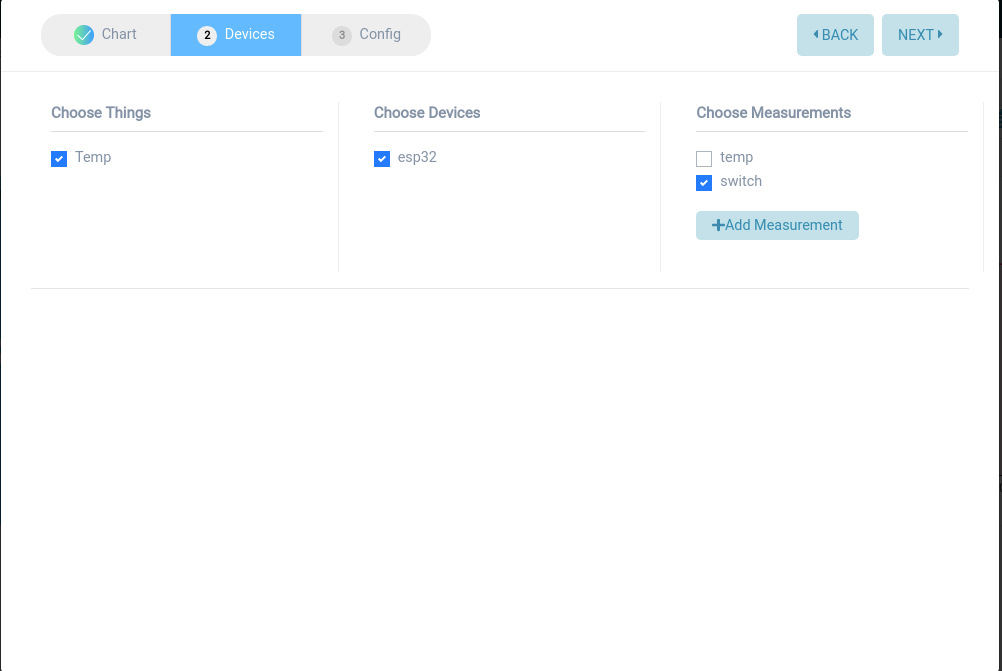 Chart
2 Devices
3 Config
BACK
NEXT
Choose Things
Temp
Choose Devices
esp32
Choose Measurements
temp
switch
Add Measurement